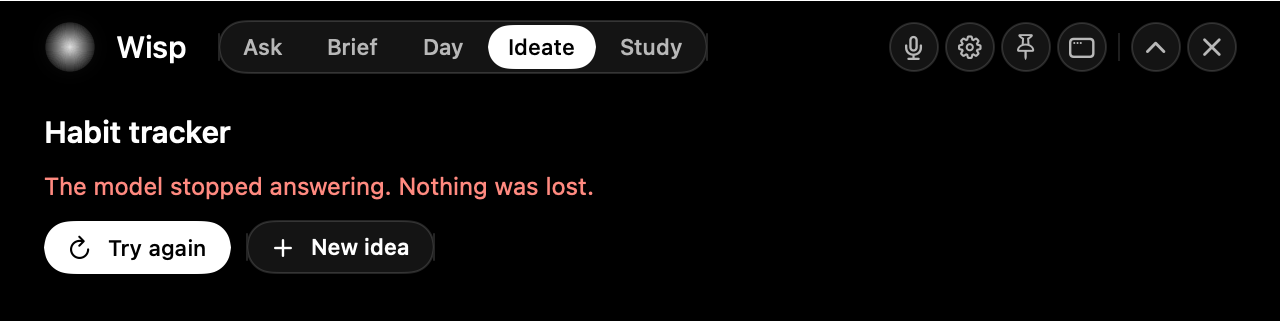 Wisp Ask Brief Day Ideate Study
Habit tracker
The model stopped answering. Nothing was lost.
Try again New idea